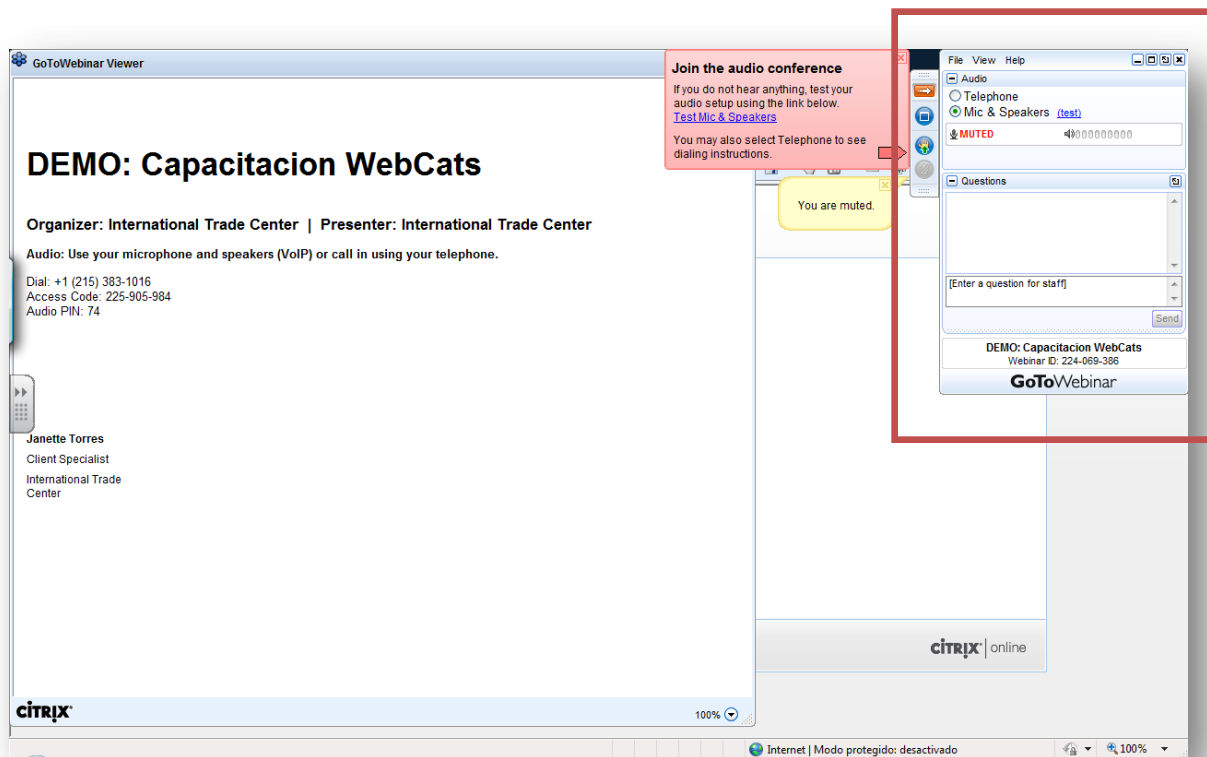 GoToWebinar Viewer
DEMO: Capacitacion WebCats
Organizer: International Trade Center | Presenter: International Trade Center
Audio: Use your microphone and speakers (VoIP) or call in using your telephone.
Dial: +1 (215) 383-1016
Access Code: 225-905-984
Audio PIN: 74
Janette Torres
Client Specialist
International Trade
Center
CİTRIX®
100%
Join the audio conference
If you do not hear anything, test your
audio setup using the link below.
Test Mic & Speakers
You may also select Telephone to see
dialing instructions.
You are muted.
File View Help
Audio
Telephone
Mic & Speakers (test)
MUTED
Questions
[Enter a question for staff]
Send
DEMO: Capacitacion WebCats
Webinar ID: 224-069-386
GoToWebinar
CİTRIX® | online
Internet | Modo protegido: desactivado
100%